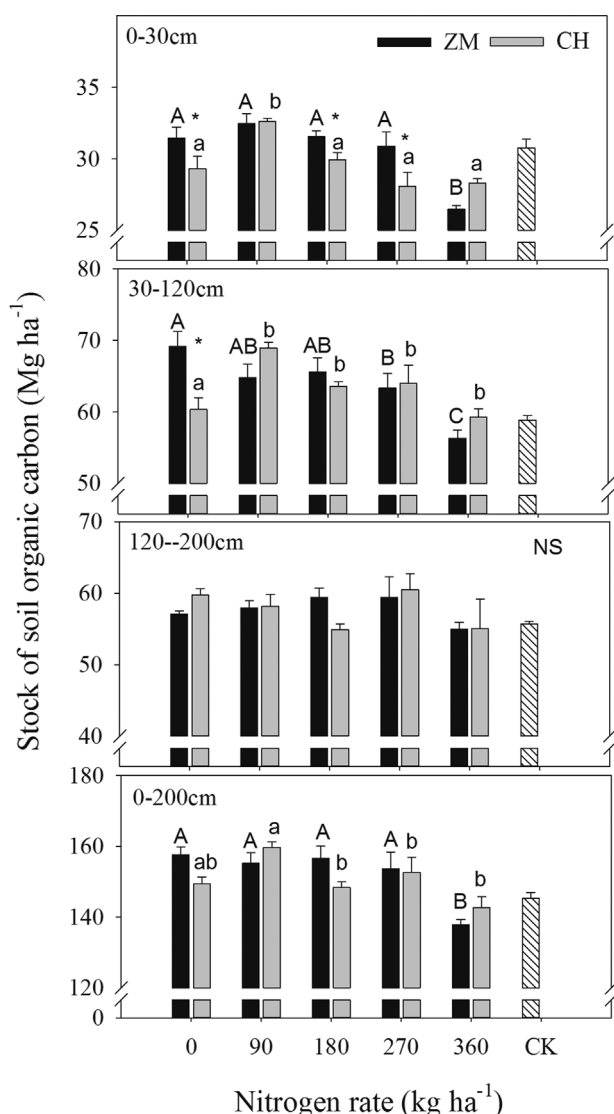 0-30cm
ZM CH
35
30
25
A * a A b A * a A * a B a
30-120cm
80
70
60
50
A * a AB b AB b B b C b
120--200cm
NS
70
60
50
40
0-200cm
180
160
140
120
0
A ab A a A b A b B b
0 90 180 270 360 CK
Nitrogen rate (kg ha⁻¹)
Stock of soil organic carbon (Mg ha⁻¹)